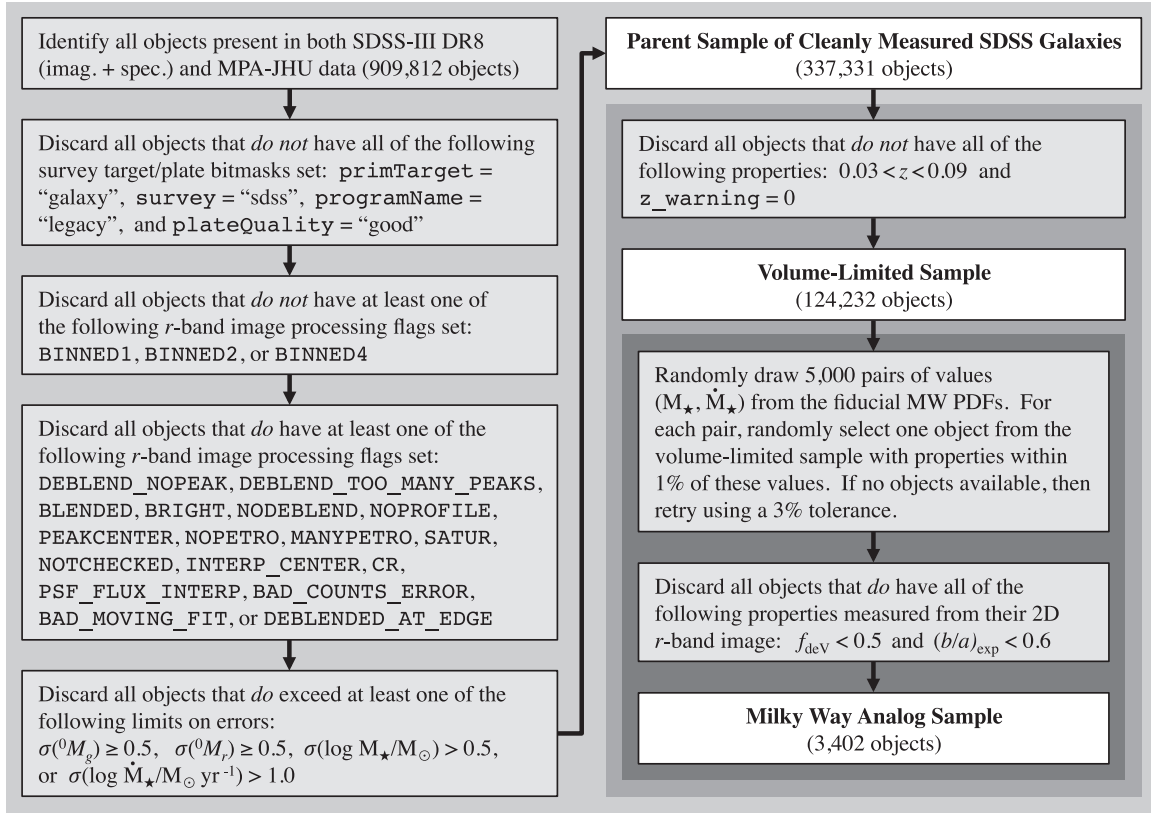 Identify all objects present in both SDSS-III DR8
(imag. + spec.) and MPA-JHU data (909,812 objects)
Discard all objects that do not have all of the following
survey target/plate bitmasks set: primTarget =
“galaxy”, survey = “sdss”, programName =
“legacy”, and plateQuality = “good”
Discard all objects that do not have at least one of
the following r-band image processing flags set:
BINNED1, BINNED2, or BINNED4
Discard all objects that do have at least one of the
following r-band image processing flags set:
DEBLEND_NOPEAK, DEBLEND_TOO_MANY_PEAKS,
BLENDED, BRIGHT, NODEBLEND, NOPROFILE,
PEAKCENTER, NOPETRO, MANYPETRO, SATUR,
NOTCHECKED, INTERP_CENTER, CR,
PSF_FLUX_INTERP, BAD_COUNTS_ERROR,
BAD_MOVING_FIT, or DEBLENDED_AT_EDGE
Discard all objects that do exceed at least one of the
following limits on errors:
σ(⁰M_g) ≥ 0.5, σ(⁰M_r) ≥ 0.5, σ(log M★/M⊙) > 0.5,
or σ(log Ṁ★/M⊙ yr⁻¹) > 1.0
Parent Sample of Cleanly Measured SDSS Galaxies
(337,331 objects)
Discard all objects that do not have all of the
following properties: 0.03 < z < 0.09 and
z_warning = 0
Volume-Limited Sample
(124,232 objects)
Randomly draw 5,000 pairs of values
(M★, Ṁ★) from the fiducial MW PDFs. For
each pair, randomly select one object from the
volume-limited sample with properties within
1% of these values. If no objects available, then
retry using a 3% tolerance.
Discard all objects that do have all of the
following properties measured from their 2D
r-band image: f_deV < 0.5 and (b/a)_exp < 0.6
Milky Way Analog Sample
(3,402 objects)